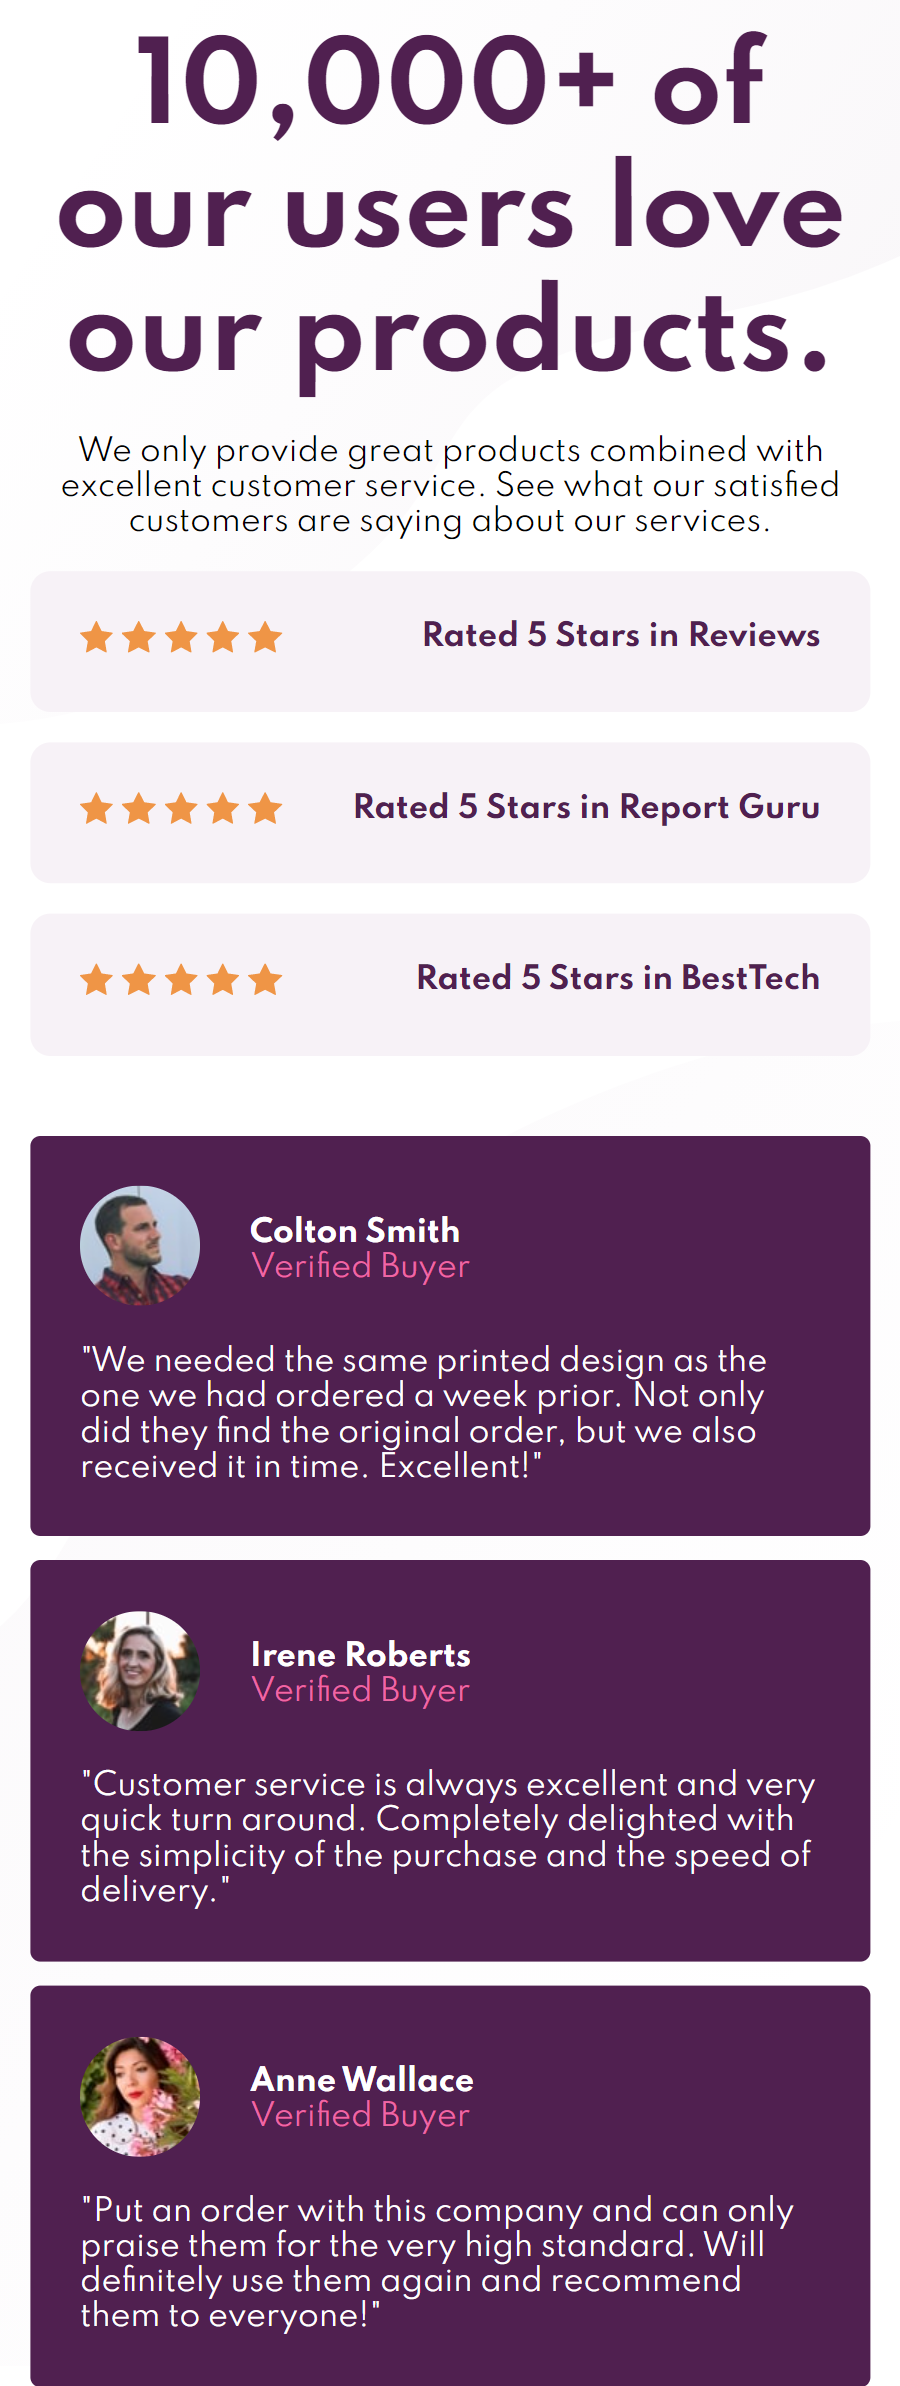 10,000+ of
our users love
our products.
We only provide great products combined with
excellent customer service. See what our satisfied
customers are saying about our services.
Rated 5 Stars in Reviews
Rated 5 Stars in Report Guru
Rated 5 Stars in BestTech
Colton Smith
Verified Buyer
"We needed the same printed design as the
one we had ordered a week prior. Not only
did they find the original order, but we also
received it in time. Excellent!"
Irene Roberts
Verified Buyer
"Customer service is always excellent and very
quick turn around. Completely delighted with
the simplicity of the purchase and the speed of
delivery."
Anne Wallace
Verified Buyer
"Put an order with this company and can only
praise them for the very high standard. Will
definitely use them again and recommend
them to everyone!"